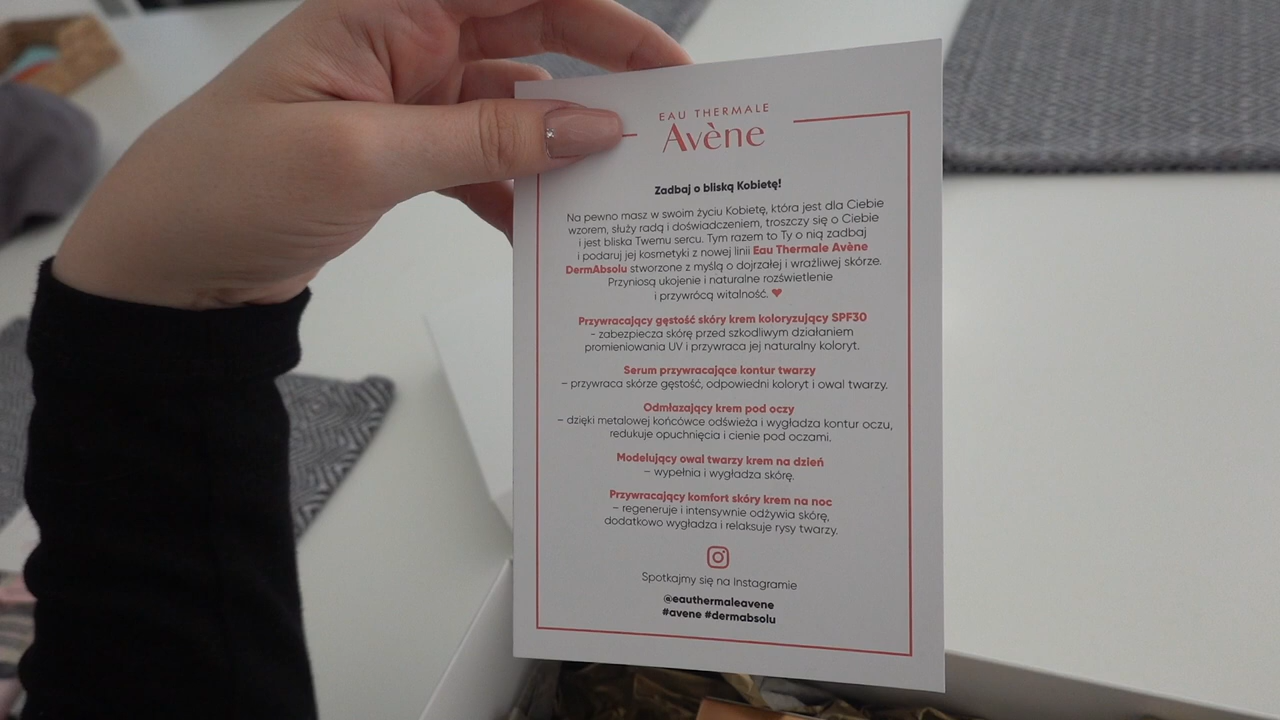 EAU THERMALE
Avène
Zadbaj o bliską Kobietę!
Na pewno masz w swoim życiu Kobietę, która jest dla Ciebie
wzorem, służy radą i doświadczeniem, troszczy się o Ciebie
i jest bliska Twemu sercu. Tym razem to Ty o nią zadbaj
i podaruj jej kosmetyki z nowej linii Eau Thermale Avène
DermAbsolu stworzone z myślą o dojrzałej i wrażliwej skórze.
Przyniosą ukojenie i naturalne rozświetlenie
i przywrócą witalność. ♥
Przywracający gęstość skóry krem koloryzujący SPF30
- zabezpiecza skórę przed szkodliwym działaniem
promieniowania UV i przywraca jej naturalny koloryt.
Serum przywracające kontur twarzy
– przywraca skórze gęstość, odpowiedni koloryt i owal twarzy.
Odmładzający krem pod oczy
– dzięki metalowej końcówce odświeża i wygładza kontur oczu,
redukuje opuchnięcia i cienie pod oczami.
Modelujący owal twarzy krem na dzień
– wypełnia i wygładza skórę.
Przywracający komfort skóry krem na noc
– regeneruje i intensywnie odżywia skórę,
dodatkowo wygładza i relaksuje rysy twarzy.
Spotkajmy się na Instagramie
@eauthermaleavene
#avene #dermabsolu